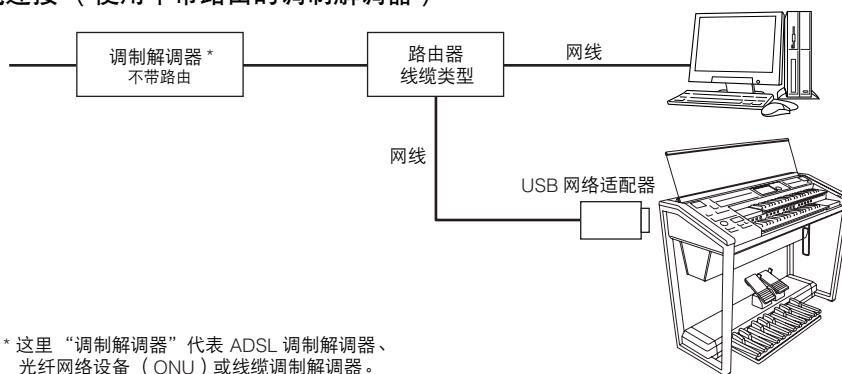 连接（使用不带路由的调制解调器）
调制解调器 *
不带路由
路由器
线缆类型
网线
网线
USB 网络适配器
* 这里“调制解调器”代表 ADSL 调制解调器、
光纤网络设备（ONU）或线缆调制解调器。